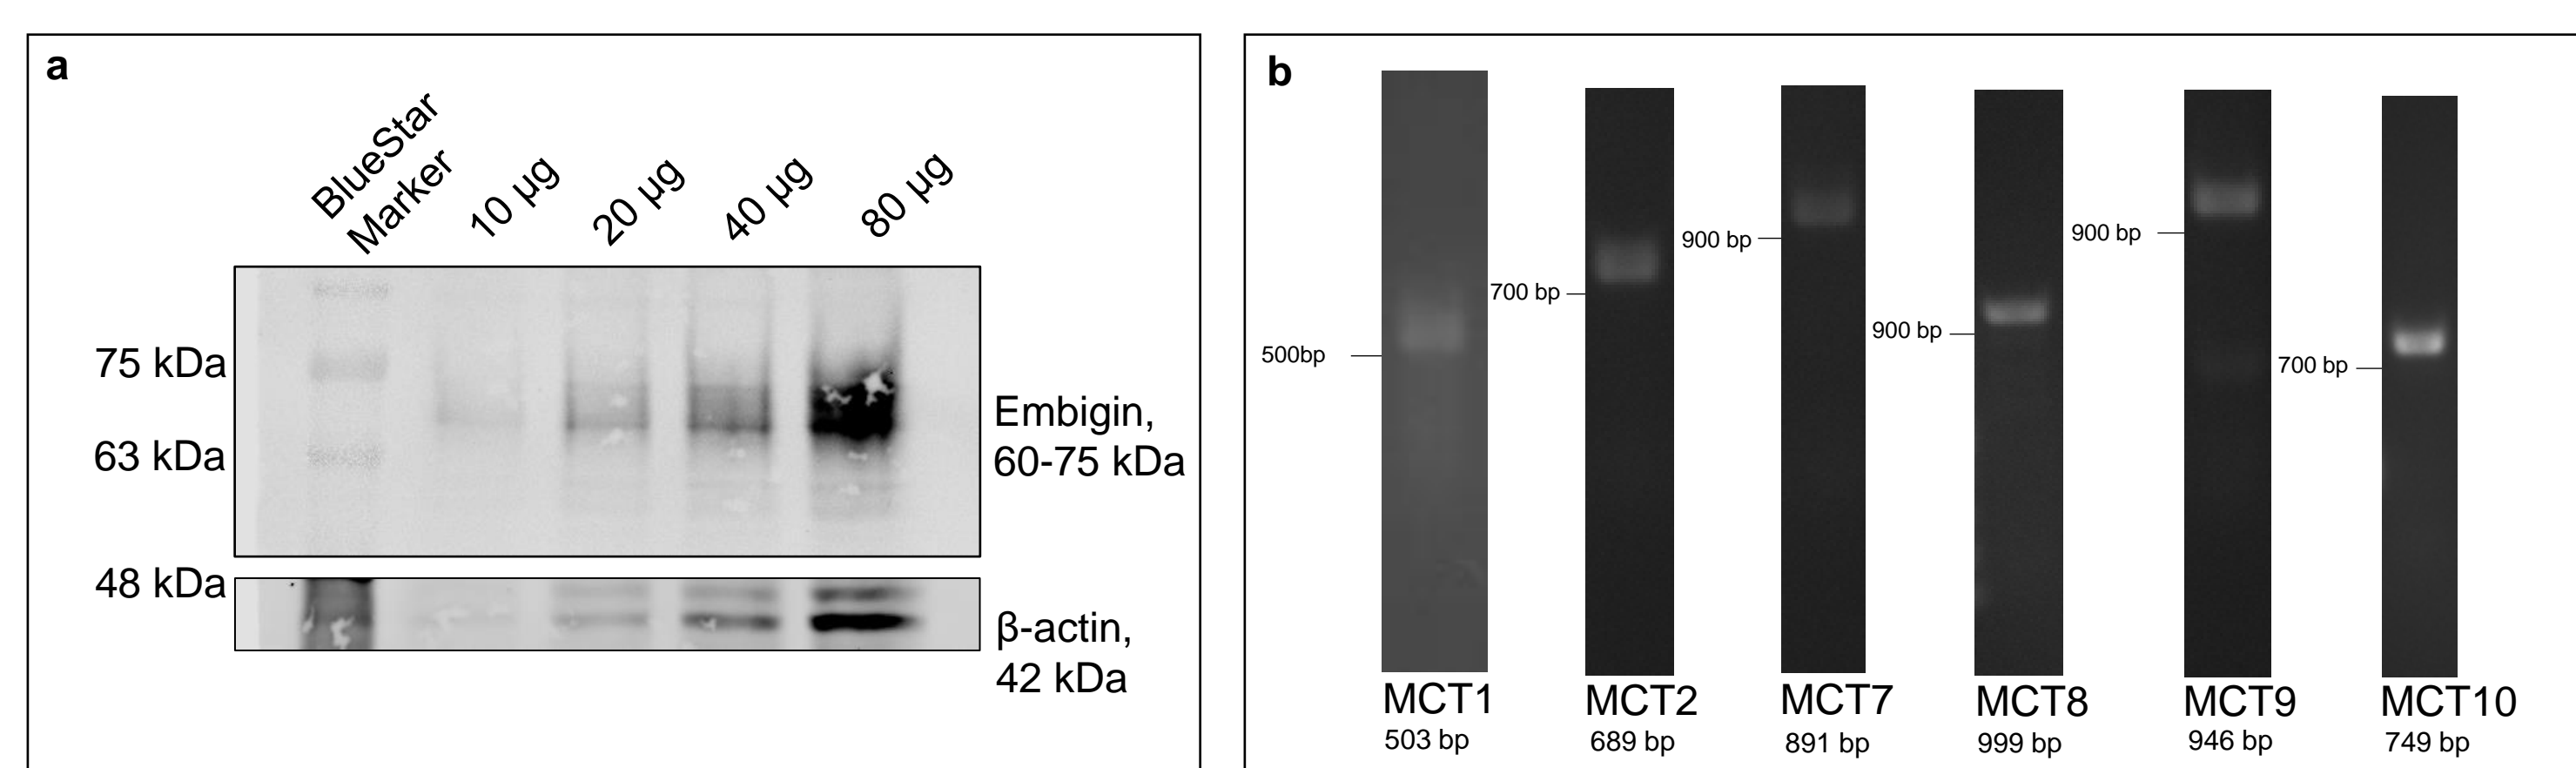 a
BlueStar
Marker
10 µg
20 µg
40 µg
80 µg
75 kDa
63 kDa
48 kDa
Embigin,
60-75 kDa
β-actin,
42 kDa
b
500bp
700 bp
900 bp
900 bp
900 bp
700 bp
MCT1
503 bp
MCT2
689 bp
MCT7
891 bp
MCT8
999 bp
MCT9
946 bp
MCT10
749 bp